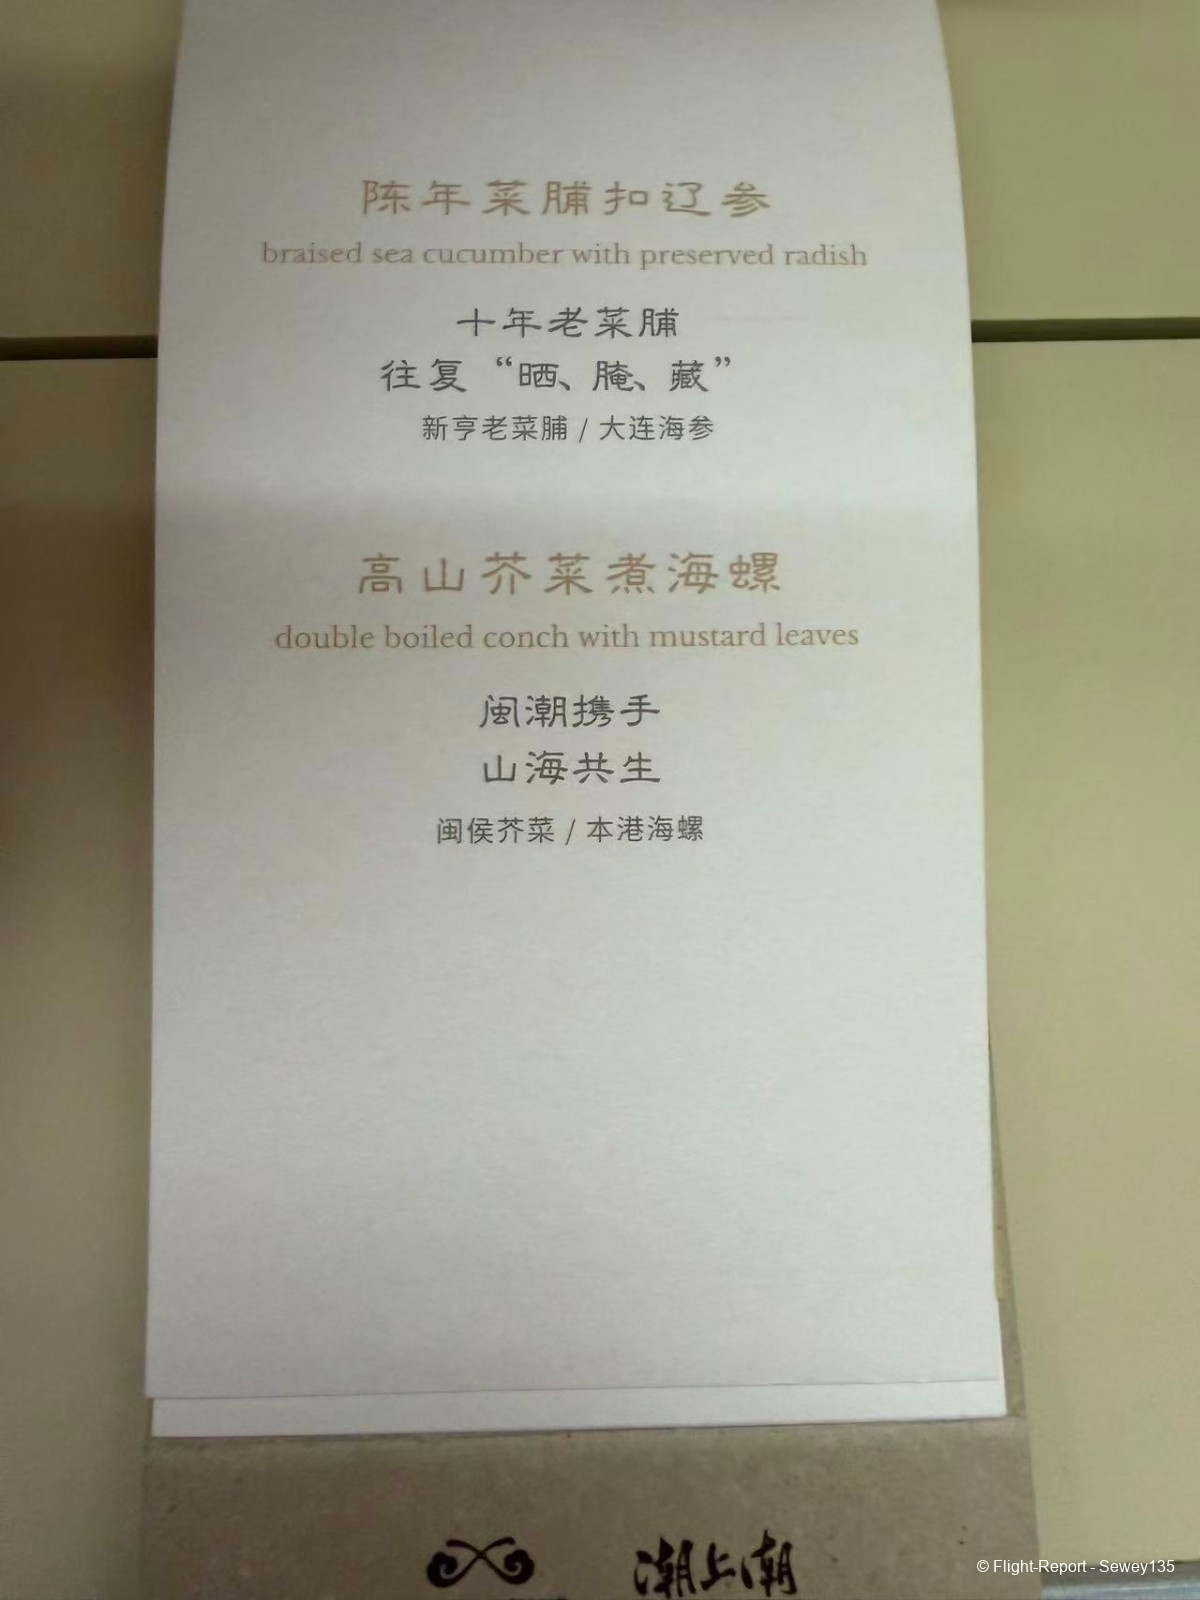 陈年菜脯扣辽参
braised sea cucumber with preserved radish
十年老菜脯
往复“晒、腌、藏”
新亨老菜脯 / 大连海参
高山芥菜煮海螺
double boiled conch with mustard leaves
闽潮携手
山海共生
闽侯芥菜 / 本港海螺
潮上潮
© Flight-Report - Sewey135